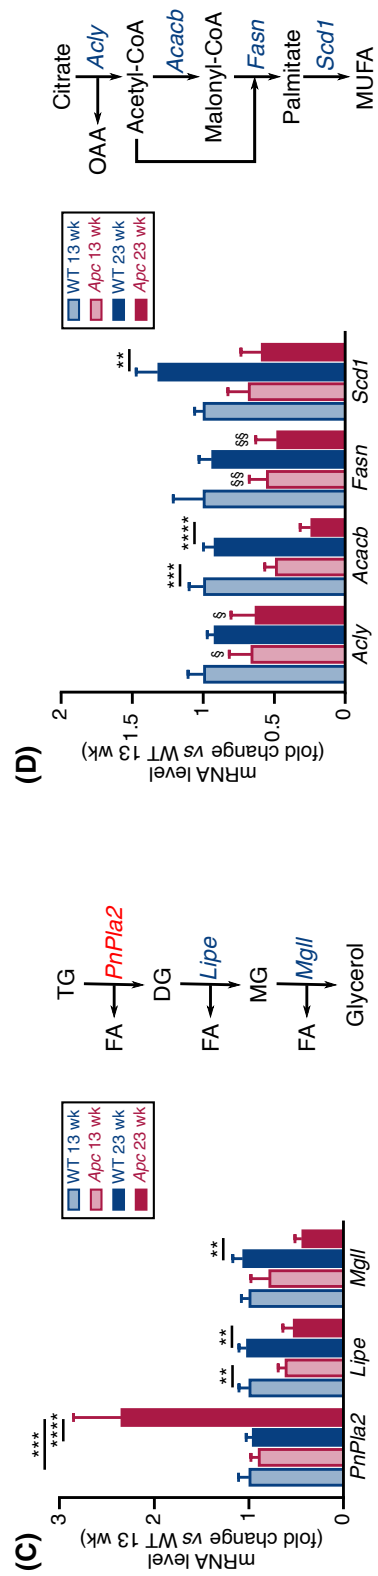 (C)
mRNA level
(fold change vs WT 13 wk)
3
2
1
0
***
****
**
**
**
PnPla2
Lipe
Mgll
WT 13 wk
Apc 13 wk
WT 23 wk
Apc 23 wk
TG
PnPla2
FA
DG
Lipe
FA
MG
Mgll
FA
Glycerol
(D)
mRNA level
(fold change vs WT 13 wk)
2
1.5
1
0.5
0
§
§
***
****
§§
§§
**
Acly
Acacb
Fasn
Scd1
WT 13 wk
Apc 13 wk
WT 23 wk
Apc 23 wk
Citrate
Acly
OAA
Acetyl-CoA
Acacb
Malonyl-CoA
Fasn
Palmitate
Scd1
MUFA